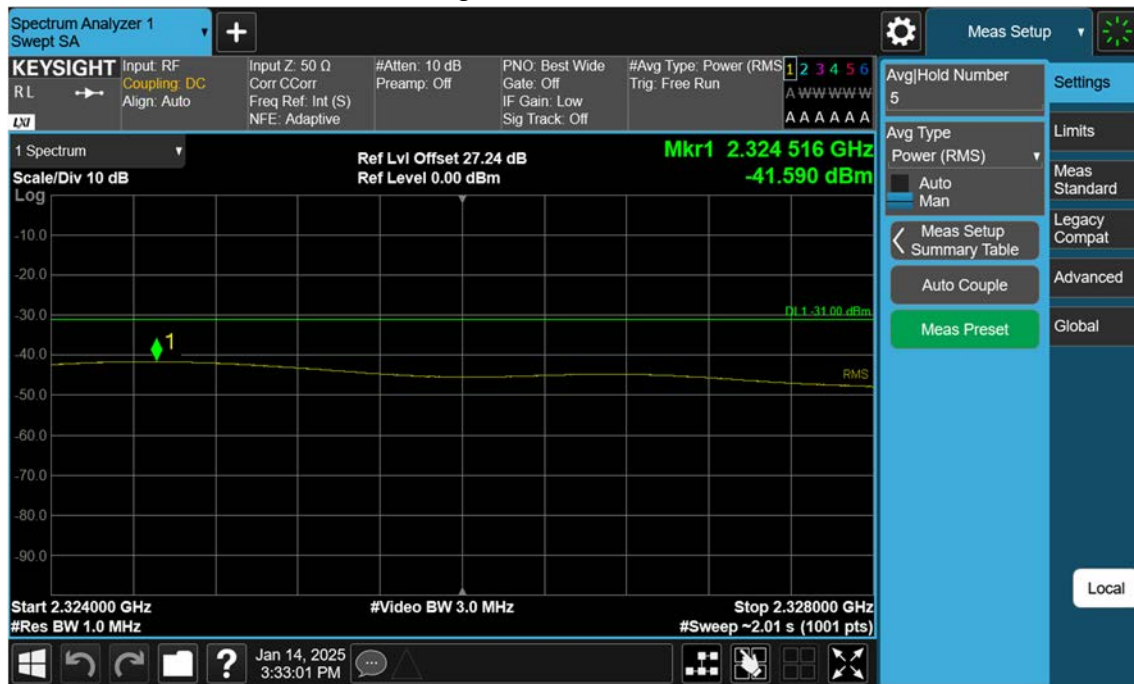 Spectrum Analyzer 1
Swept SA
+
Meas Setup
KEYSIGHT
RL
LXI
Input: RF
Coupling: DC
Align: Auto
Input Z: 50 Ω
Corr CCorr
Freq Ref: Int (S)
NFE: Adaptive
#Atten: 10 dB
Preamp: Off
PNO: Best Wide
Gate: Off
IF Gain: Low
Sig Track: Off
#Avg Type: Power (RMS
Trig: Free Run
1 2 3 4 5 6
A W W W W W
A A A A A A
1 Spectrum
Scale/Div 10 dB
Ref Lvl Offset 27.24 dB
Ref Level 0.00 dBm
Mkr1 2.324 516 GHz
-41.590 dBm
Log
-10.0
-20.0
-30.0
DL1 -31.00 dBm
1
-40.0
RMS
-50.0
-60.0
-70.0
-80.0
-90.0
Start 2.324000 GHz
#Res BW 1.0 MHz
#Video BW 3.0 MHz
Stop 2.328000 GHz
#Sweep ~2.01 s (1001 pts)
Avg|Hold Number
5
Avg Type
Power (RMS)
Auto
Man
Meas Setup
Summary Table
Auto Couple
Meas Preset
Settings
Limits
Meas
Standard
Legacy
Compat
Advanced
Global
Local
?
Jan 14, 2025
3:33:01 PM